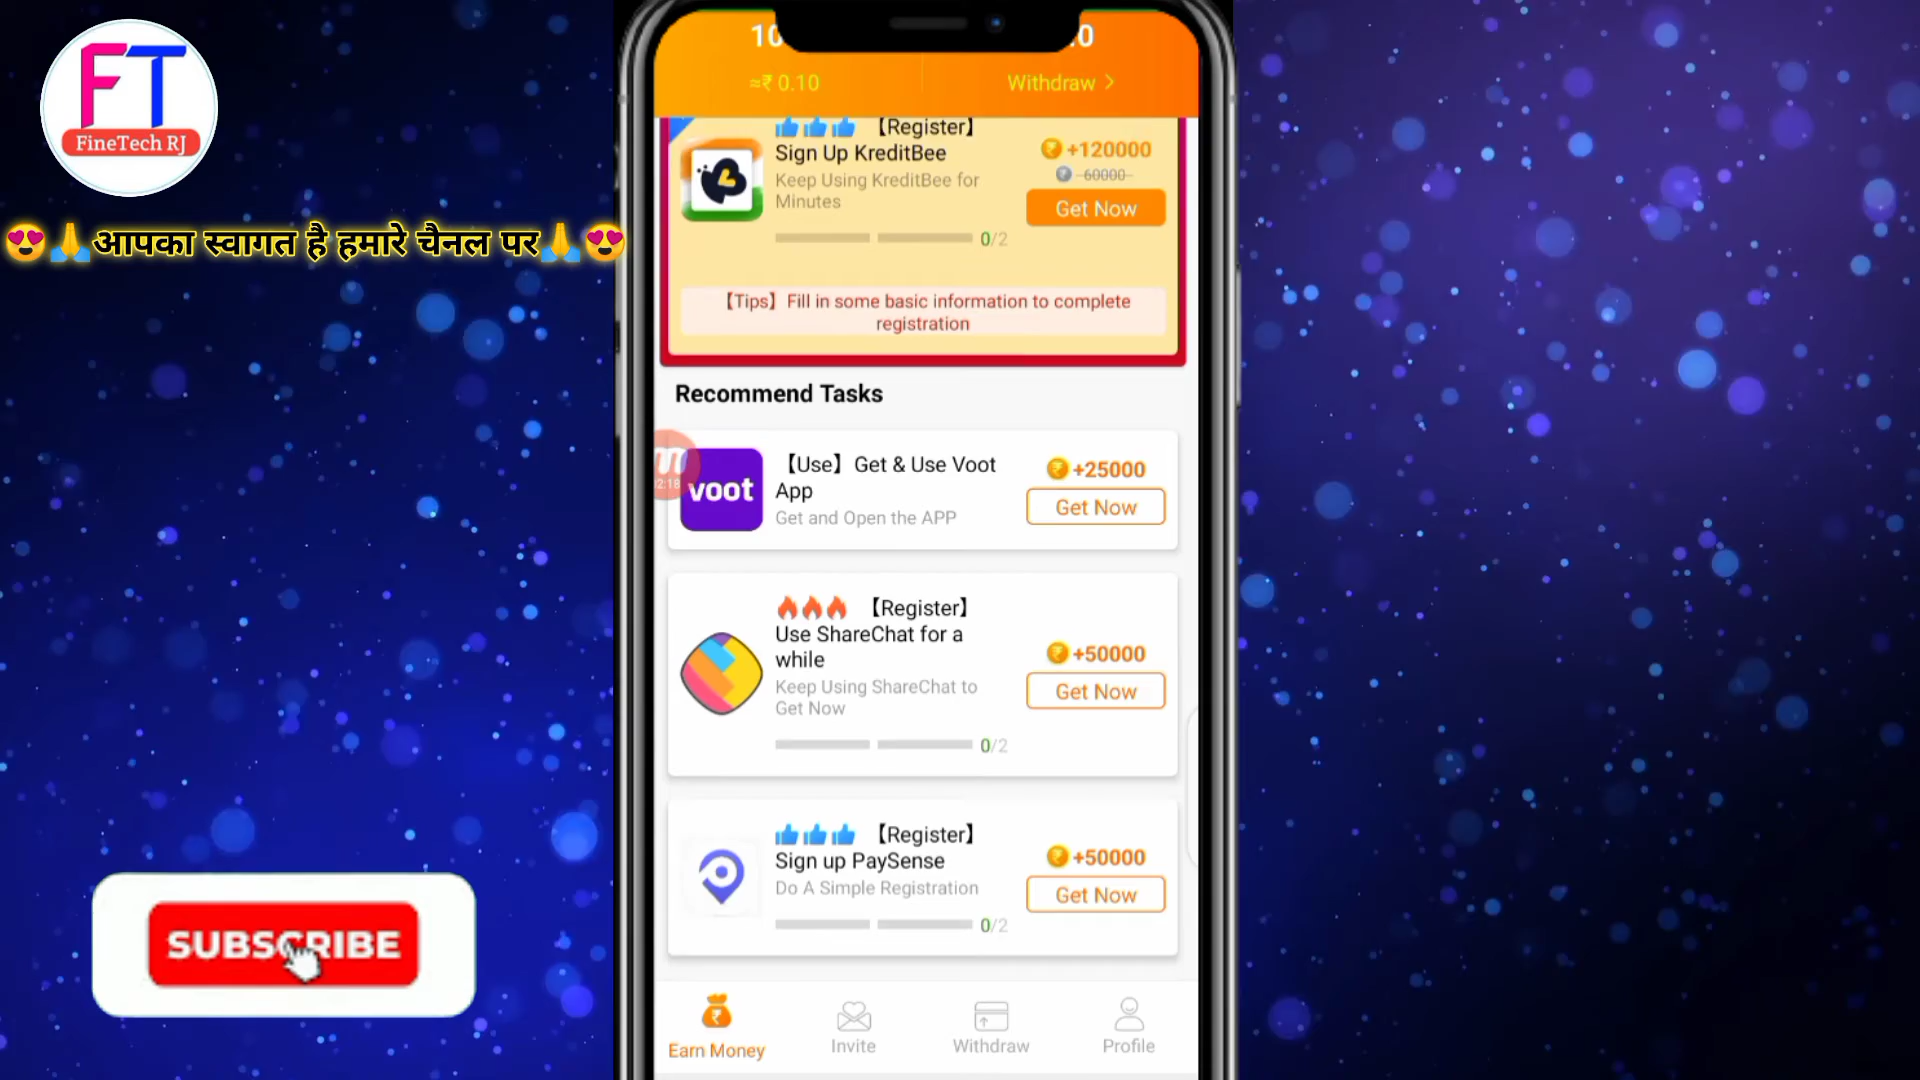 FT
FineTech RJ
😍🙏आपका स्वागत है हमारे चैनल पर🙏😍
SUBSCRIBE
≈₹ 0.10
Withdraw >
👍👍👍 【Register】
Sign Up KreditBee
Keep Using KreditBee for
Minutes
0/2
+120000
60000
Get Now
【Tips】Fill in some basic information to complete
registration
Recommend Tasks
voot
【Use】Get & Use Voot
App
Get and Open the APP
+25000
Get Now
🔥🔥🔥 【Register】
Use ShareChat for a
while
Keep Using ShareChat to
Get Now
0/2
+50000
Get Now
👍👍👍 【Register】
Sign up PaySense
Do A Simple Registration
0/2
+50000
Get Now
Earn Money
Invite
Withdraw
Profile